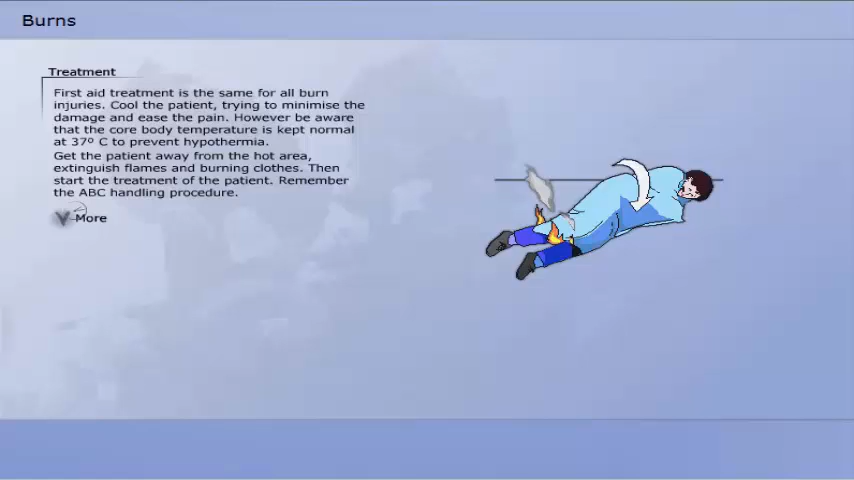 Burns
Treatment
First aid treatment is the same for all burn
injuries. Cool the patient, trying to minimise the
damage and ease the pain. However be aware
that the core body temperature is kept normal
at 37º C to prevent hypothermia.
Get the patient away from the hot area,
extinguish flames and burning clothes. Then
start the treatment of the patient. Remember
the ABC handling procedure.
More